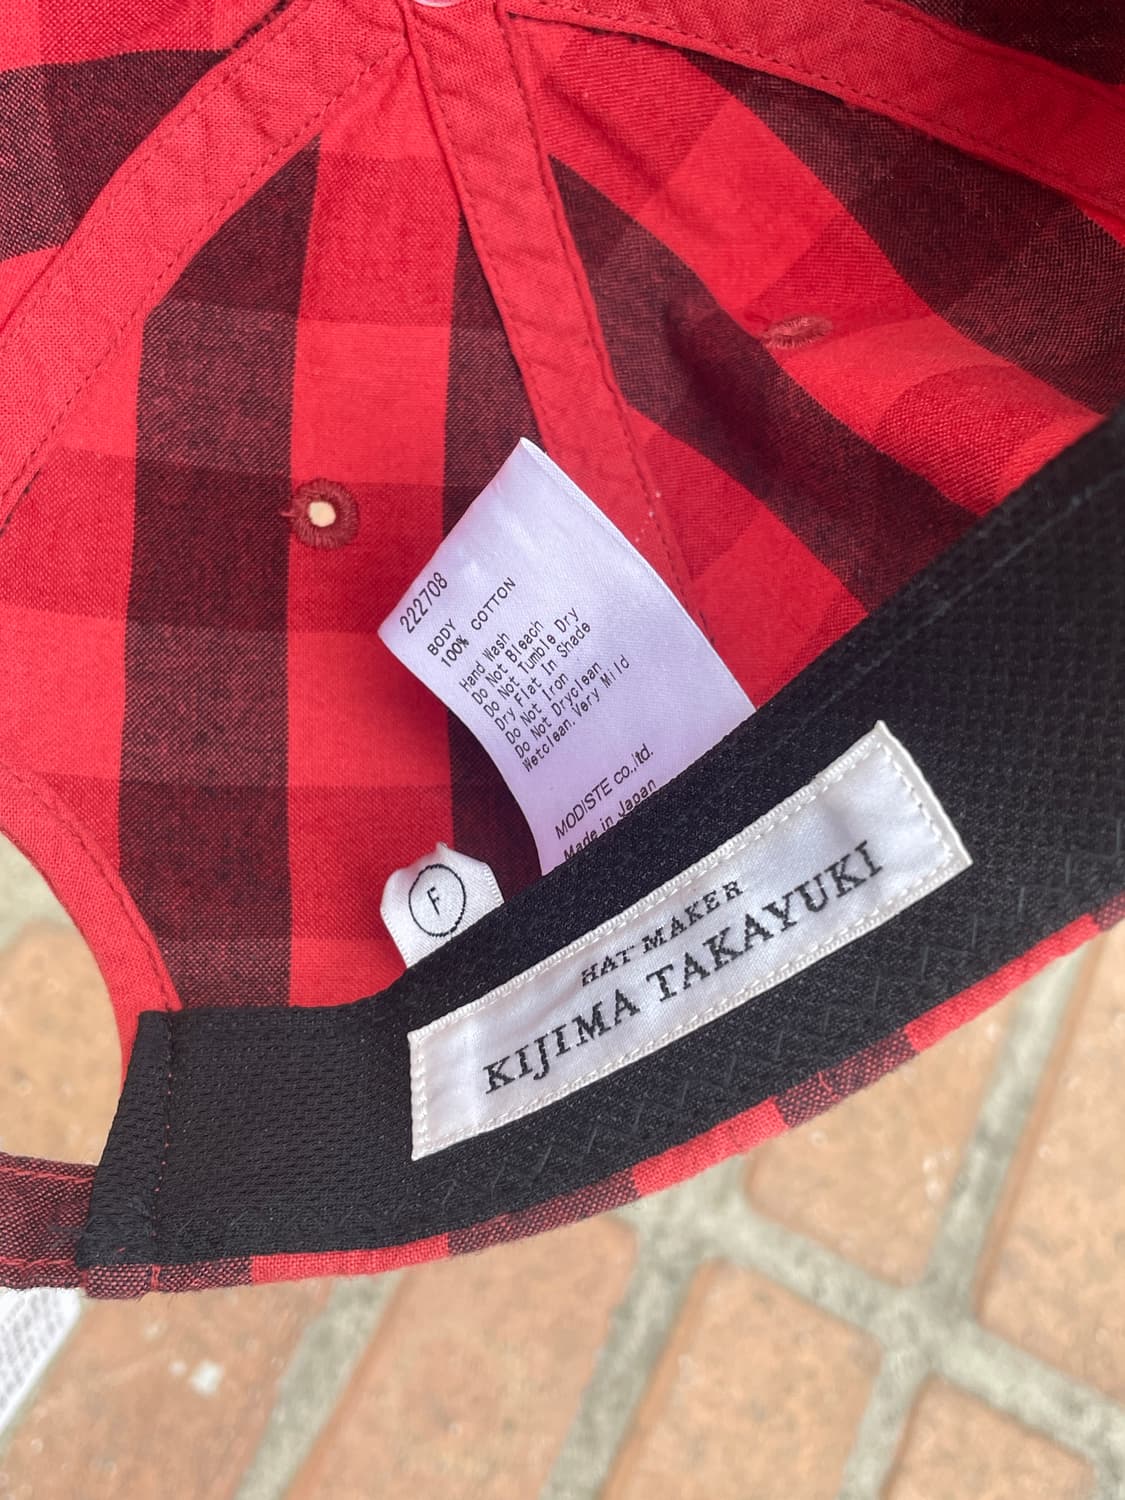 222708
BODY
100% COTTON
Hand Wash
Do Not Bleach
Do Not Tumble Dry
Dry Flat In Shade
Do Not Iron
Do Not Dryclean
Wetclean.Very Mild
MODISTE co.,ltd.
Made in Japan
F
HAT MAKER
KIJIMA TAKAYUKI